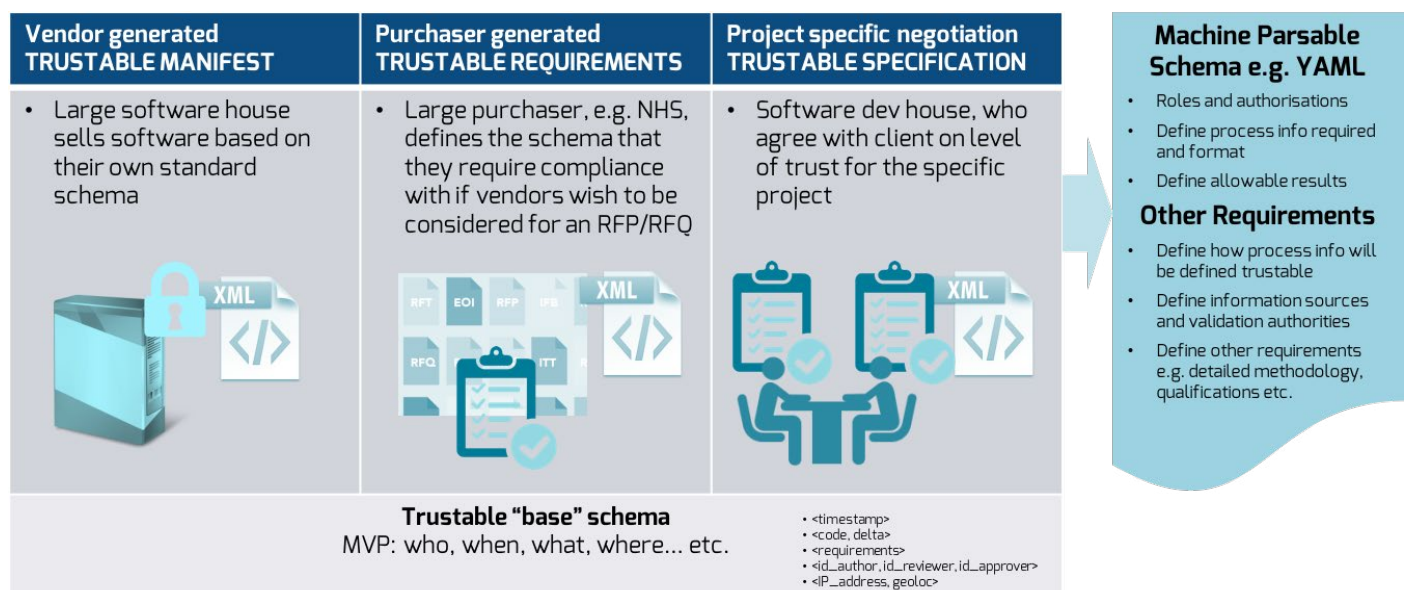 Vendor generated
TRUSTABLE MANIFEST
• Large software house
sells software based on
their own standard
schema
XML
</>
Purchaser generated
TRUSTABLE REQUIREMENTS
• Large purchaser, e.g. NHS,
defines the schema that
they require compliance
with if vendors wish to be
considered for an RFP/RFQ
RFT EOI RFP IFB
XML
</>
RFQ ITT R
Project specific negotiation
TRUSTABLE SPECIFICATION
• Software dev house, who
agree with client on level
of trust for the specific
project
XML
</>
Trustable “base” schema
MVP: who, when, what, where... etc.
• <timestamp>
• <code, delta>
• <requirements>
• <id_author, id_reviewer, id_approver>
• <IP_address, geoloc>
Machine Parsable
Schema e.g. YAML
• Roles and authorisations
• Define process info required
and format
• Define allowable results
Other Requirements
• Define how process info will
be defined trustable
• Define information sources
and validation authorities
• Define other requirements
e.g. detailed methodology,
qualifications etc.